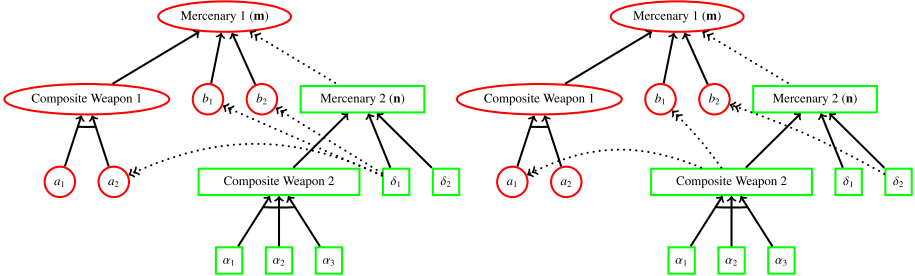 Mercenary 1 (m)
Composite Weapon 1
b₁
b₂
Mercenary 2 (n)
a₁
a₂
Composite Weapon 2
δ₁
δ₂
α₁
α₂
α₃
Mercenary 1 (m)
Composite Weapon 1
b₁
b₂
Mercenary 2 (n)
a₁
a₂
Composite Weapon 2
δ₁
δ₂
α₁
α₂
α₃